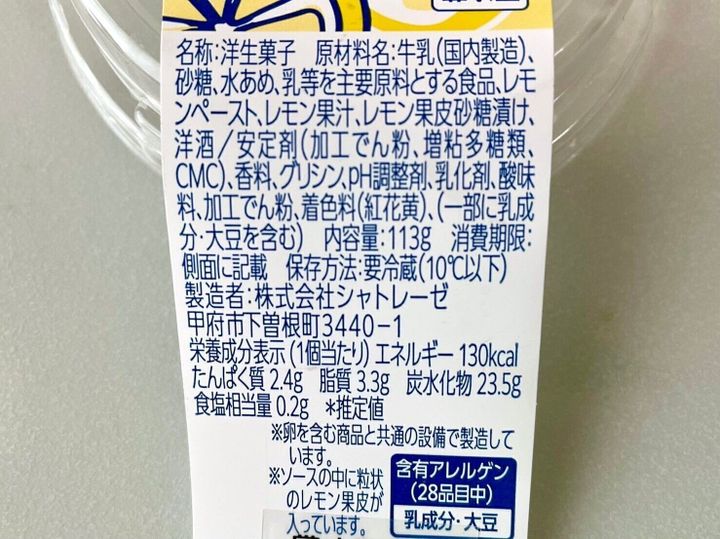 名称:洋生菓子 原材料名:牛乳(国内製造)、
砂糖、水あめ、乳等を主要原料とする食品、レモ
ンペースト、レモン果汁、レモン果皮砂糖漬け、
洋酒/安定剤(加工でん粉、増粘多糖類、
CMC)、香料、グリシン、pH調整剤、乳化剤、酸味
料、加工でん粉、着色料(紅花黄)、(一部に乳成
分・大豆を含む) 内容量:113g 消費期限:
側面に記載 保存方法:要冷蔵(10℃以下)
製造者:株式会社シャトレーゼ
甲府市下曽根町3440-1
栄養成分表示(1個当たり)エネルギー130kcal
たんぱく質2.4g 脂質3.3g 炭水化物23.5g
食塩相当量0.2g *推定値
※卵を含む商品と共通の設備で製造して
います。
※ソースの中に粒状
のレモン果皮が
入っています。
含有アレルゲン
(28品目中)
乳成分・大豆